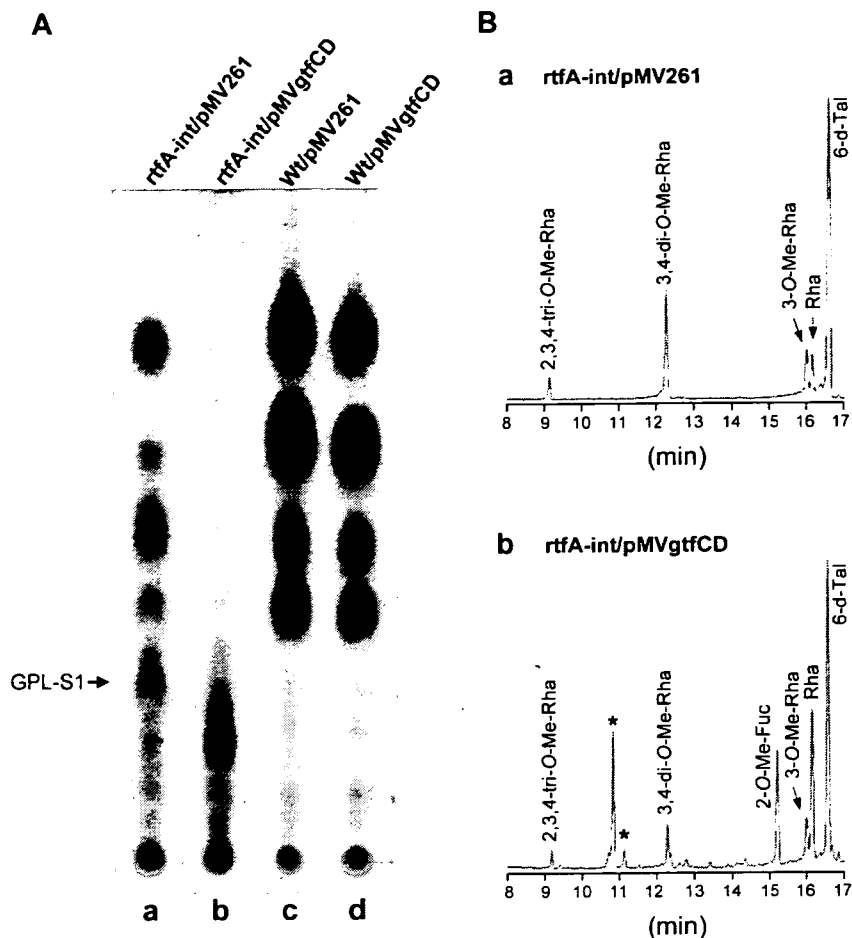 A
rtfA-int/pMV261
rtfA-int/pMVgtfCD
Wt/pMV261
Wt/pMVgtfCD
GPL-S1
a b c d
B
a rtfA-int/pMV261
2,3,4-tri-O-Me-Rha
3,4-di-O-Me-Rha
3-O-Me-Rha
Rha
6-d-Tal
8 9 10 11 12 13 14 15 16 17
(min)
b rtfA-int/pMVgtfCD
2,3,4-tri-O-Me-Rha
*
*
3,4-di-O-Me-Rha
2-O-Me-Fuc
3-O-Me-Rha
Rha
6-d-Tal
8 9 10 11 12 13 14 15 16 17
(min)